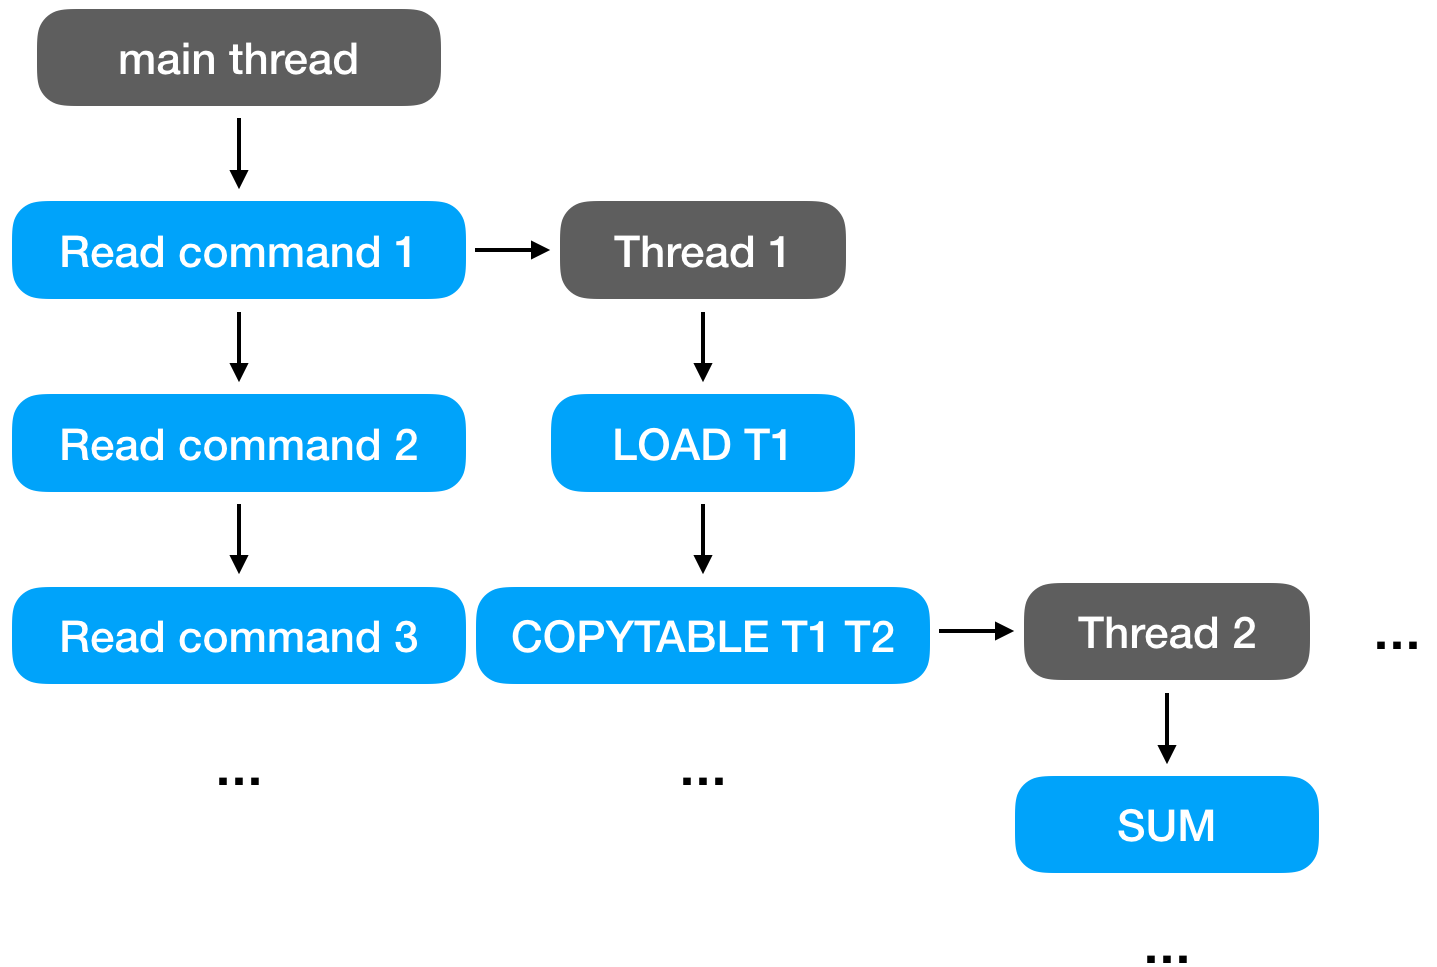 main thread
Read command 1
Thread 1
Read command 2
LOAD T1
Read command 3
COPYTABLE T1 T2
Thread 2
...
...
...
SUM
...